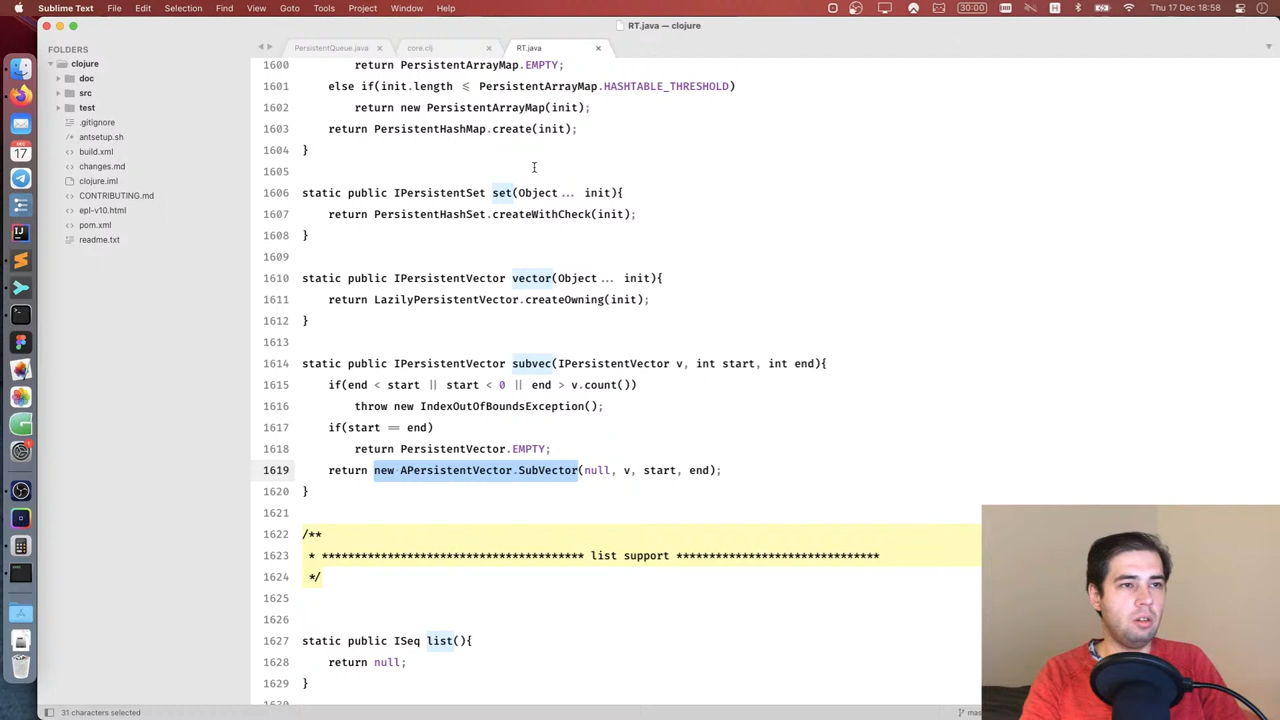 Sublime Text File Edit Selection Find View Goto Tools Project Window Help 30:00 Thu 17 Dec 18:58
RT.java — clojure
FOLDERS
clojure
doc
src
test
.gitignore
antsetup.sh
build.xml
changes.md
clojure.iml
CONTRIBUTING.md
epl-v10.html
pom.xml
readme.txt
PersistentQueue.java core.clj RT.java
1600 return PersistentArrayMap.EMPTY;
1601 else if(init.length <= PersistentArrayMap.HASHTABLE_THRESHOLD)
1602 return new PersistentArrayMap(init);
1603 return PersistentHashMap.create(init);
1604 }
1605
1606 static public IPersistentSet set(Object... init){
1607 return PersistentHashSet.createWithCheck(init);
1608 }
1609
1610 static public IPersistentVector vector(Object... init){
1611 return LazilyPersistentVector.createOwning(init);
1612 }
1613
1614 static public IPersistentVector subvec(IPersistentVector v, int start, int end){
1615 if(end < start || start < 0 || end > v.count())
1616 throw new IndexOutOfBoundsException();
1617 if(start == end)
1618 return PersistentVector.EMPTY;
1619 return new APersistentVector.SubVector(null, v, start, end);
1620 }
1621
1622 /**
1623 * **************************************** list support *******************************
1624 */
1625
1626
1627 static public ISeq list(){
1628 return null;
1629 }
31 characters selected